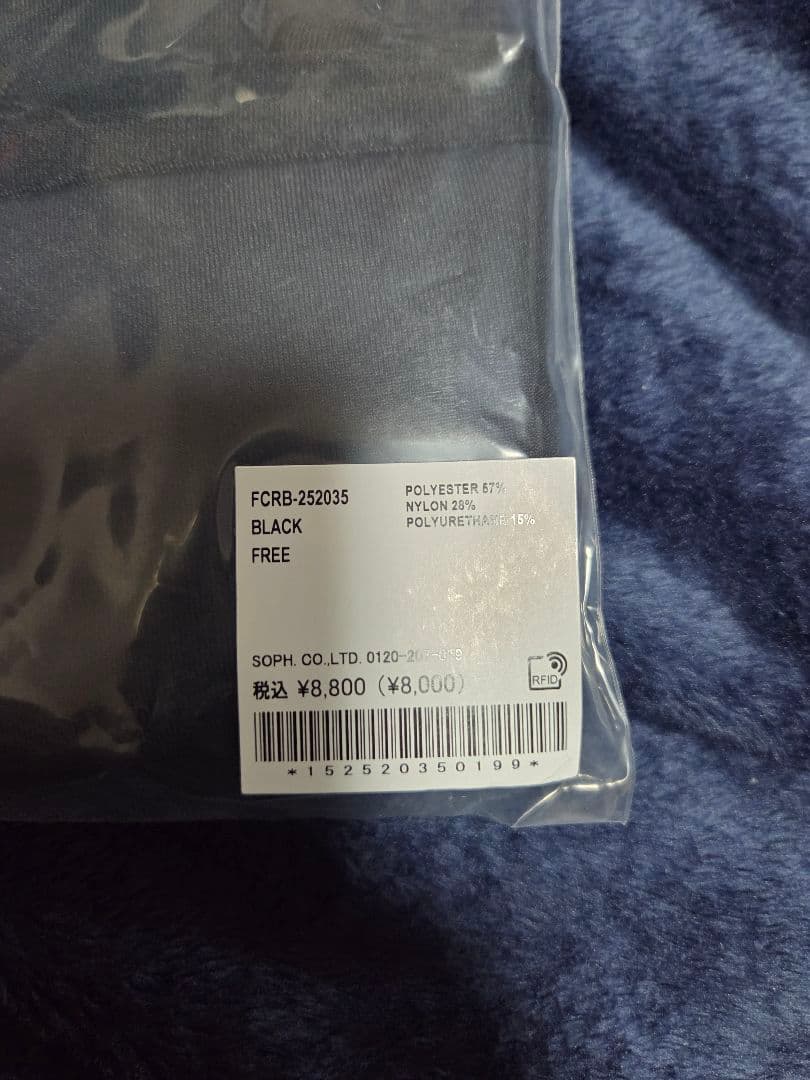 FCRB-252035
BLACK
FREE
POLYESTER 57%
NYLON 28%
POLYURETHANE 15%
SOPH. CO.,LTD. 0120-
税込 ¥8,800 (¥8,000)
RFID
*152520350199*